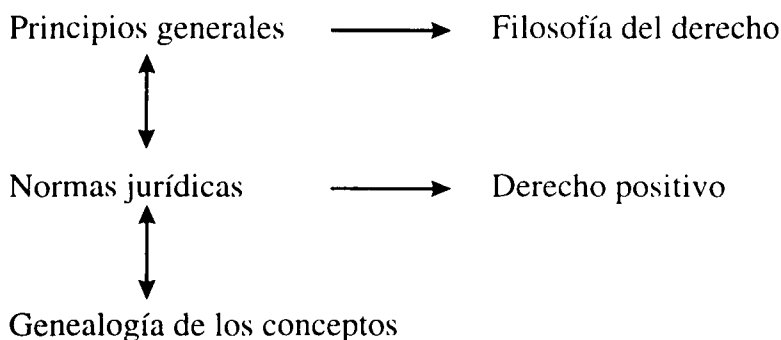 Principios generales Filosofía del derecho
Normas jurídicas Derecho positivo
Genealogía de los conceptos